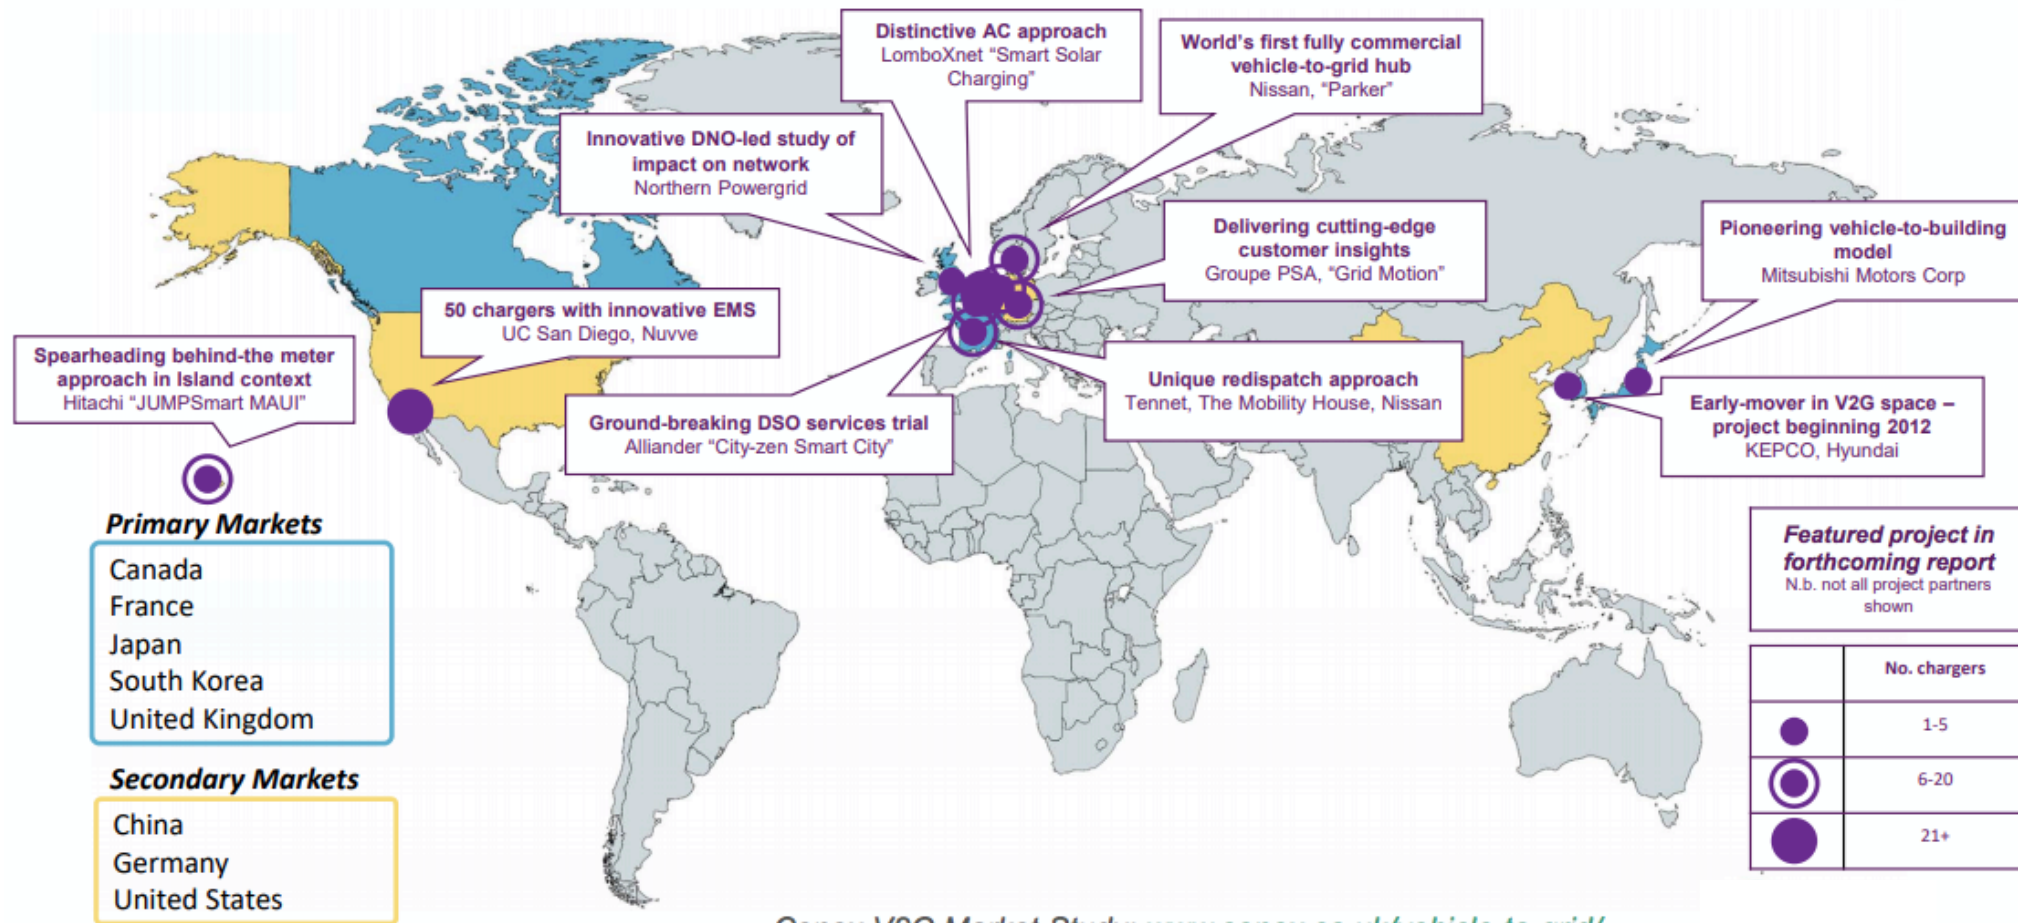 Distinctive AC approach
LomboXnet “Smart Solar
Charging”
World’s first fully commercial
vehicle-to-grid hub
Nissan, “Parker”
Innovative DNO-led study of
impact on network
Northern Powergrid
Delivering cutting-edge
customer insights
Groupe PSA, “Grid Motion”
Pioneering vehicle-to-building
model
Mitsubishi Motors Corp
50 chargers with innovative EMS
UC San Diego, Nuvve
Spearheading behind-the meter
approach in Island context
Hitachi “JUMPSmart MAUI”
Unique redispatch approach
Tennet, The Mobility House, Nissan
Ground-breaking DSO services trial
Alliander “City-zen Smart City”
Early-mover in V2G space –
project beginning 2012
KEPCO, Hyundai
Primary Markets
Canada
France
Japan
South Korea
United Kingdom
Secondary Markets
China
Germany
United States
Featured project in
forthcoming report
N.b. not all project partners
shown
No. chargers
1-5
6-20
21+